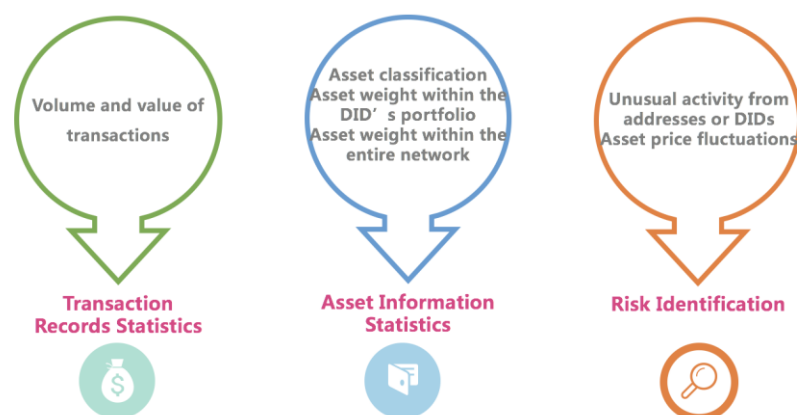 Volume and value of
transactions
Asset classification
Asset weight within the
DID’s portfolio
Asset weight within the
entire network
Unusual activity from
addresses or DIDs
Asset price fluctuations
Transaction
Records Statistics
Asset Information
Statistics
Risk Identification
$